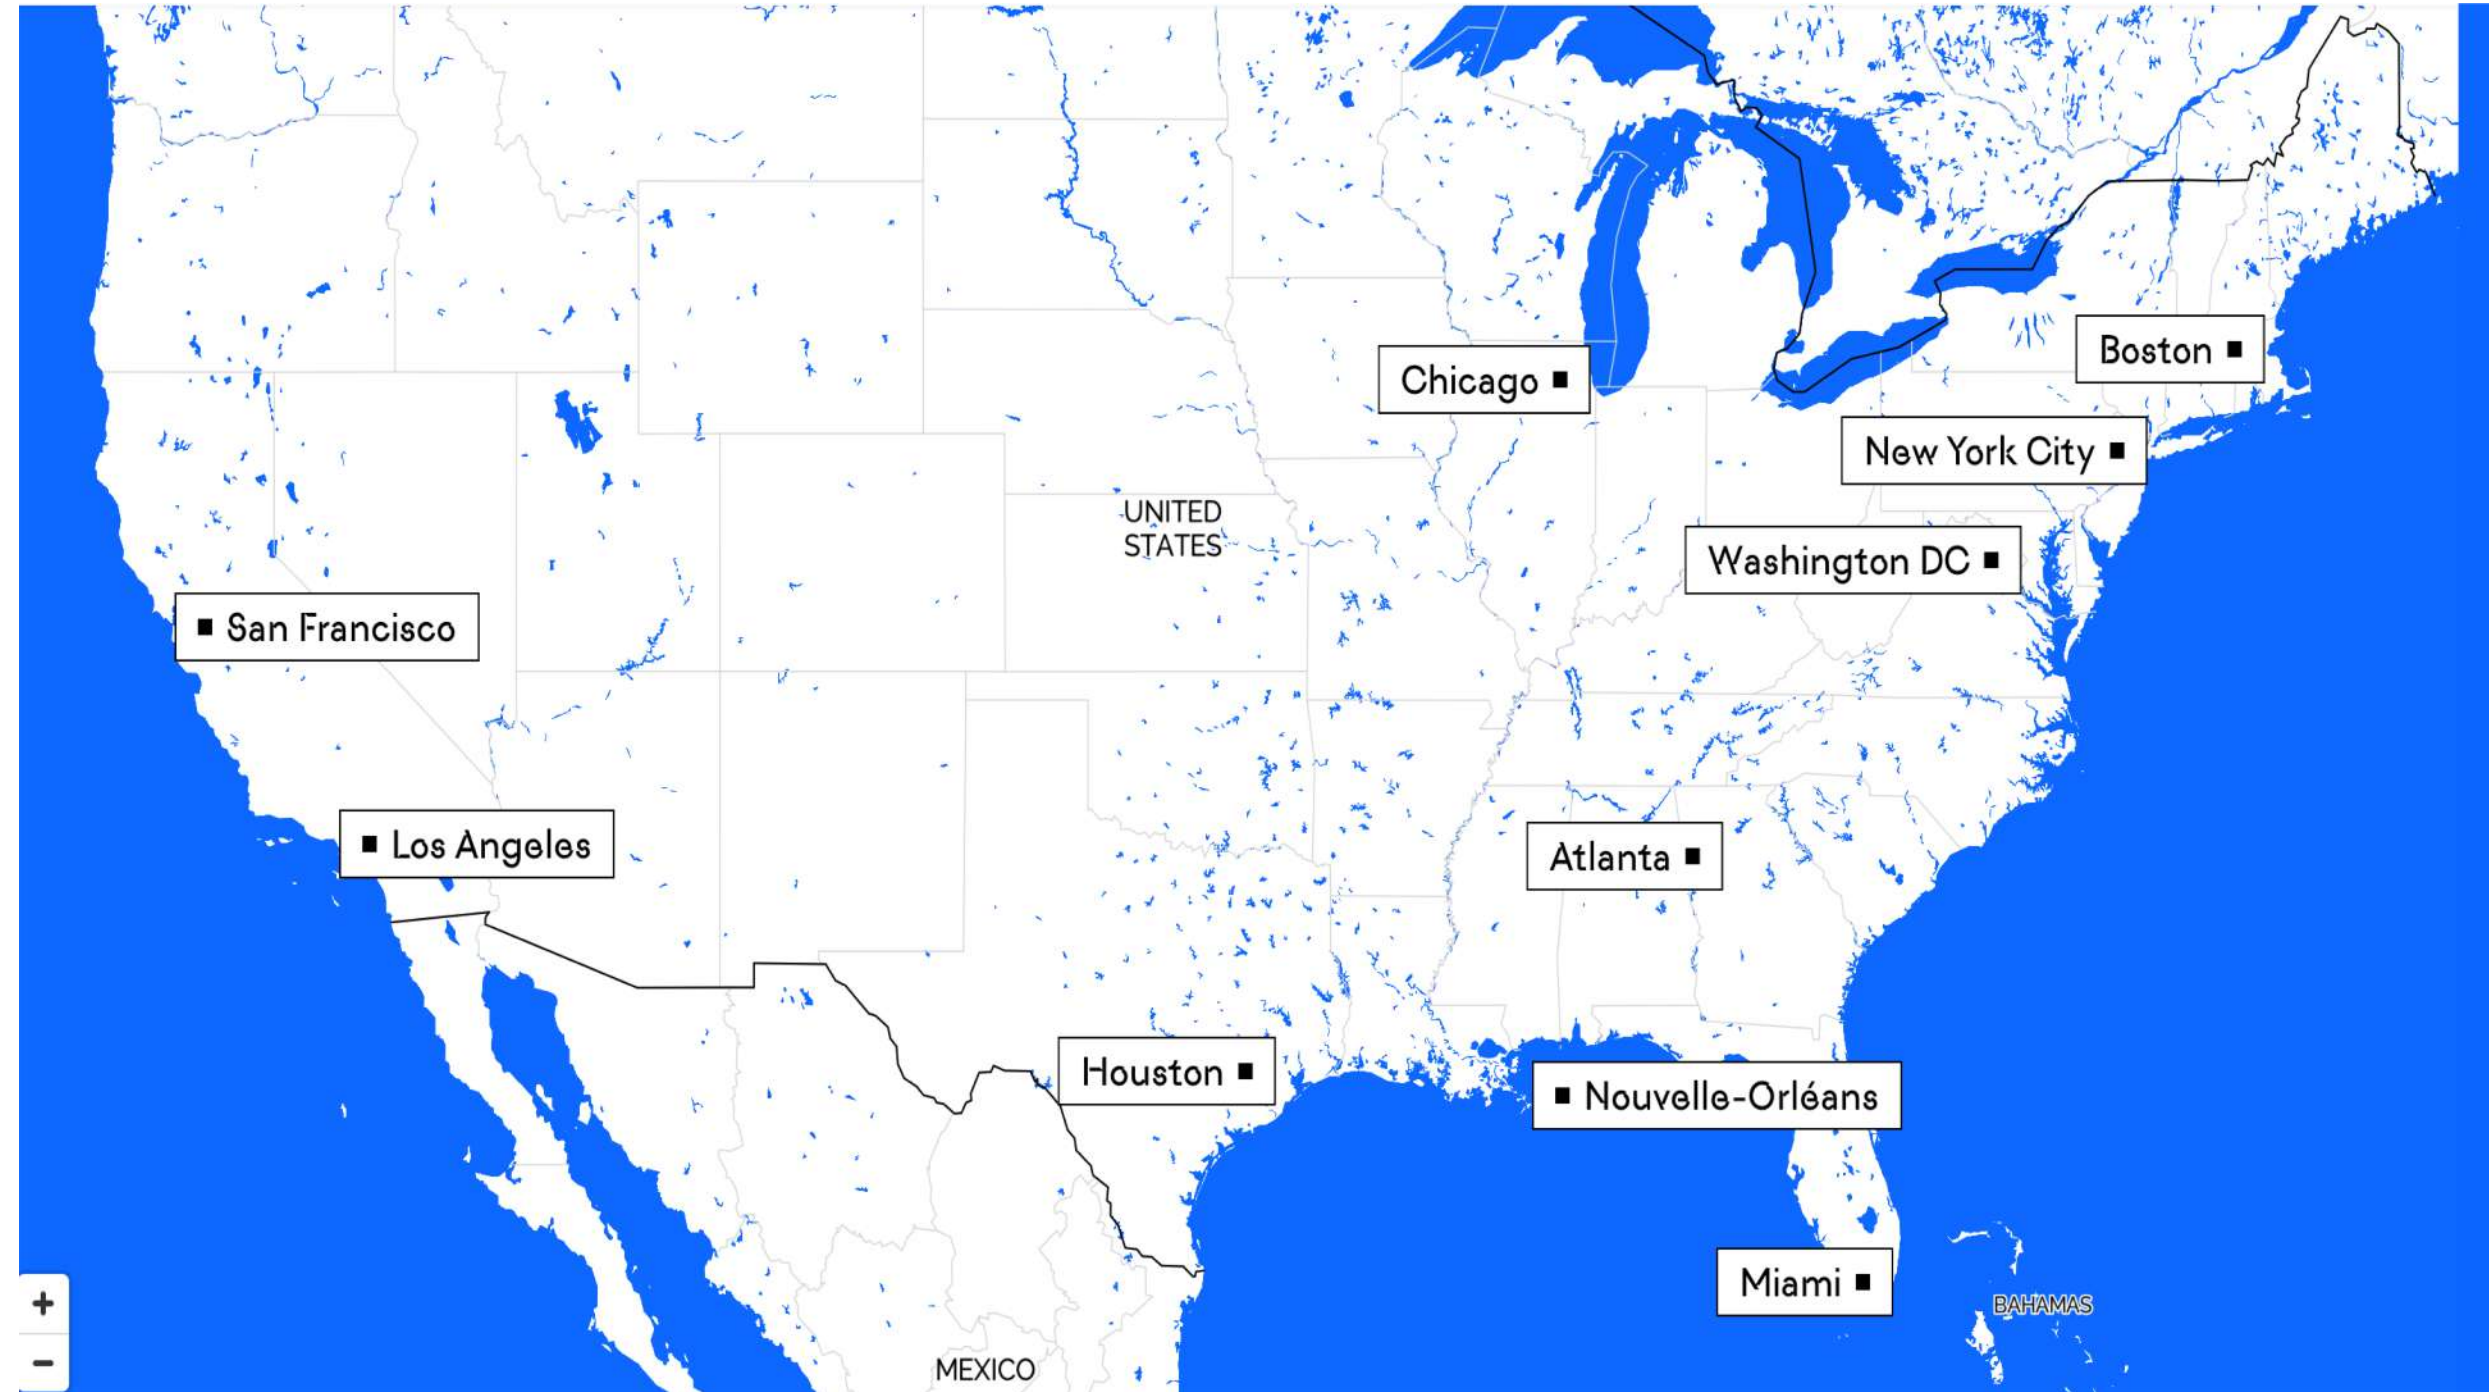 Boston
Chicago
New York City
UNITED
STATES
Washington DC
San Francisco
Los Angeles
Atlanta
Houston
Nouvelle-Orléans
Miami
+
BAHAMAS
−
MEXICO